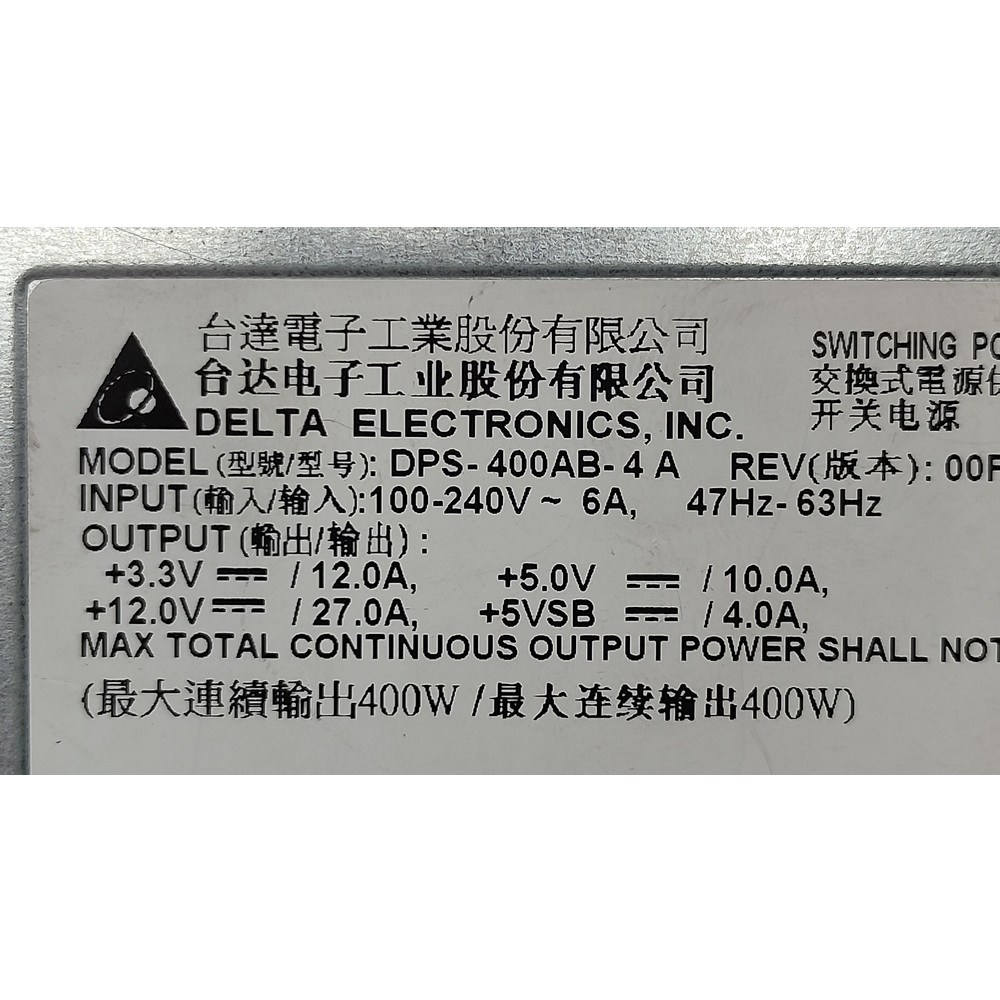 台達電子工業股份有限公司
台达电子工业股份有限公司
DELTA ELECTRONICS, INC.
SWITCHING
交換式電源
开关电源
MODEL (型號/型号): DPS-400AB-4 A REV(版本): 00F
INPUT (輸入/输入):100-240V ~ 6A, 47Hz-63Hz
OUTPUT (輸出/输出) :
+3.3V ⎓ / 12.0A, +5.0V ⎓ / 10.0A,
+12.0V ⎓ / 27.0A, +5VSB ⎓ / 4.0A,
MAX TOTAL CONTINUOUS OUTPUT POWER SHALL NOT
(最大連續輸出400W /最大连续输出400W)